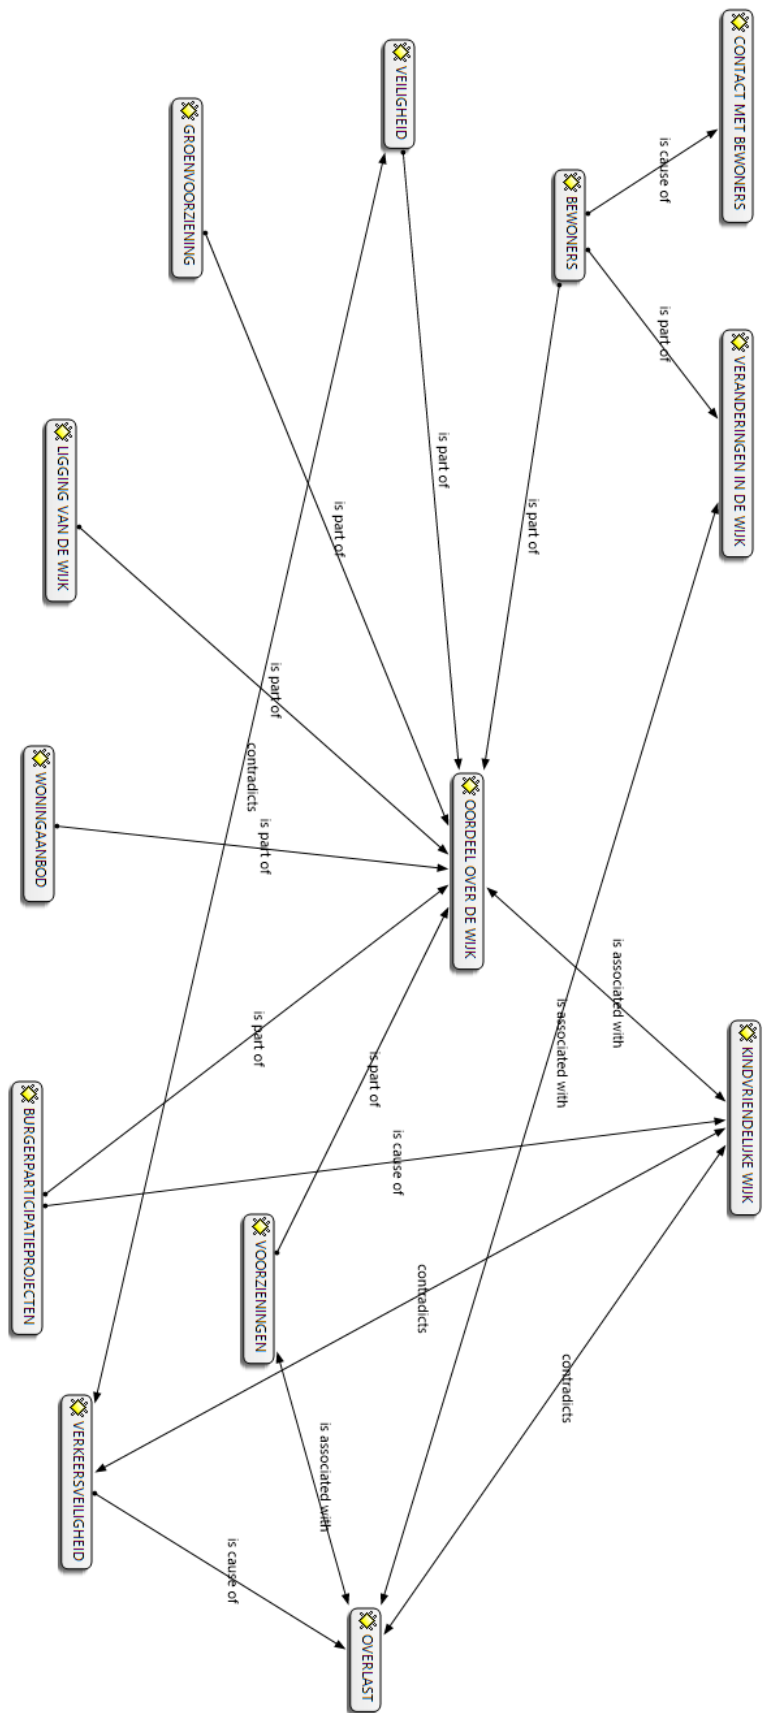 CONTACT MET BEWONERS
VERANDERINGEN IN DE WIJK
KINDVRIENDELIJKE WIJK
is cause of
is part of
is associated with
BEWONERS
is associated with
contradicts
is part of
OORDEEL OVER DE WIJK
is part of
contradicts
VEILIGHEID
is cause of
is part of
OVERLAST
is part of
is associated with
is part of
is part of
is part of
VOORZIENINGEN
contradicts
is cause of
GROENVOORZIENING
VERKEERSVEILIGHEID
LIGGING VAN DE WIJK
WONINGAANBOD
BURGERPARTICIPATIEPROJECTEN